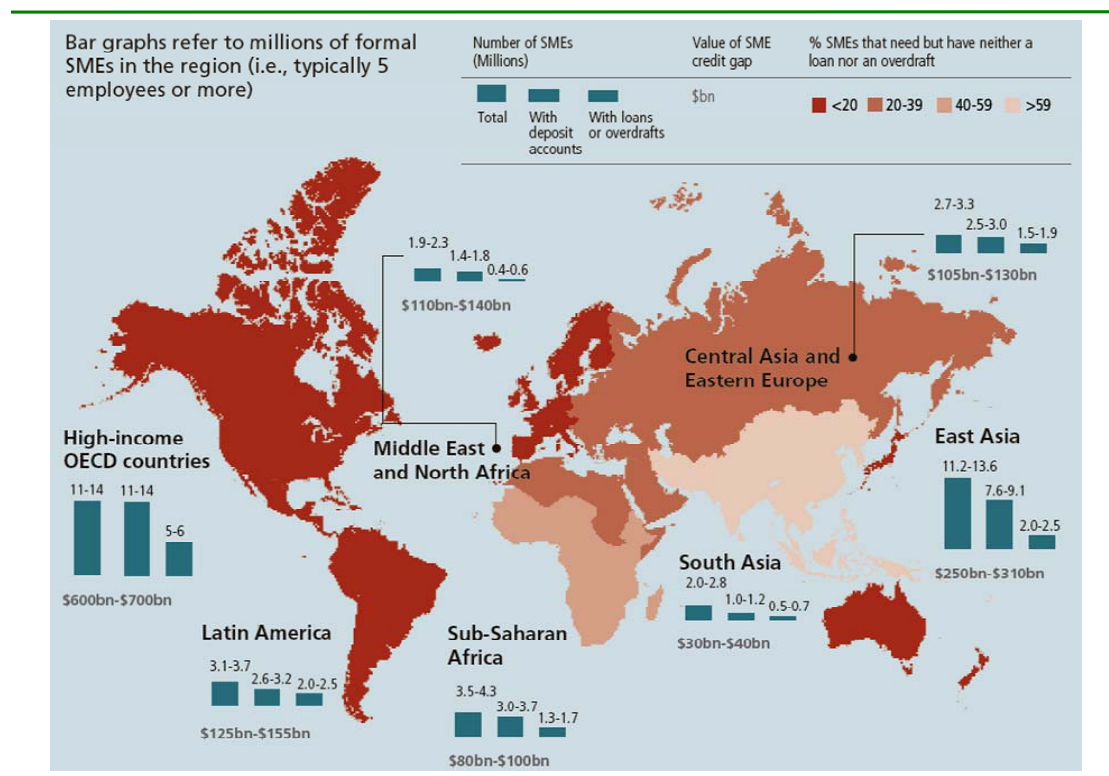 Bar graphs refer to millions of formal
SMEs in the region (i.e., typically 5
employees or more)
Number of SMEs
(Millions)
Total
With
deposit
accounts
With loans
or overdrafts
Value of SME
credit gap
$bn
% SMEs that need but have neither a
loan nor an overdraft
<20 20-39 40-59 >59
1.9-2.3
1.4-1.8
0.4-0.6
$110bn-$140bn
Middle East
and North Africa
2.7-3.3
2.5-3.0
1.5-1.9
$105bn-$130bn
Central Asia and
Eastern Europe
High-income
OECD countries
11-14 11-14
5-6
$600bn-$700bn
East Asia
11.2-13.6
7.6-9.1
2.0-2.5
$250bn-$310bn
South Asia
2.0-2.8
1.0-1.2 0.5-0.7
$30bn-$40bn
Latin America
3.1-3.7
2.6-3.2 2.0-2.5
$125bn-$155bn
Sub-Saharan
Africa
3.5-4.3
3.0-3.7
1.3-1.7
$80bn-$100bn